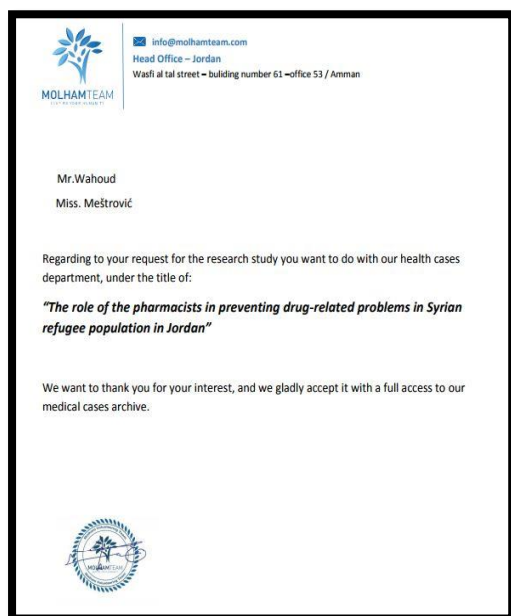 info@molhamteam.com
Head Office – Jordan
Wasfi al tal street – buliding number 61 –office 53 / Amman
MOLHAMTEAM
Mr.Wahoud
Miss. Meštrović
Regarding to your request for the research study you want to do with our health cases
department, under the title of:
“The role of the pharmacists in preventing drug-related problems in Syrian
refugee population in Jordan”
We want to thank you for your interest, and we gladly accept it with a full access to our
medical cases archive.
MOLHAMTEAM